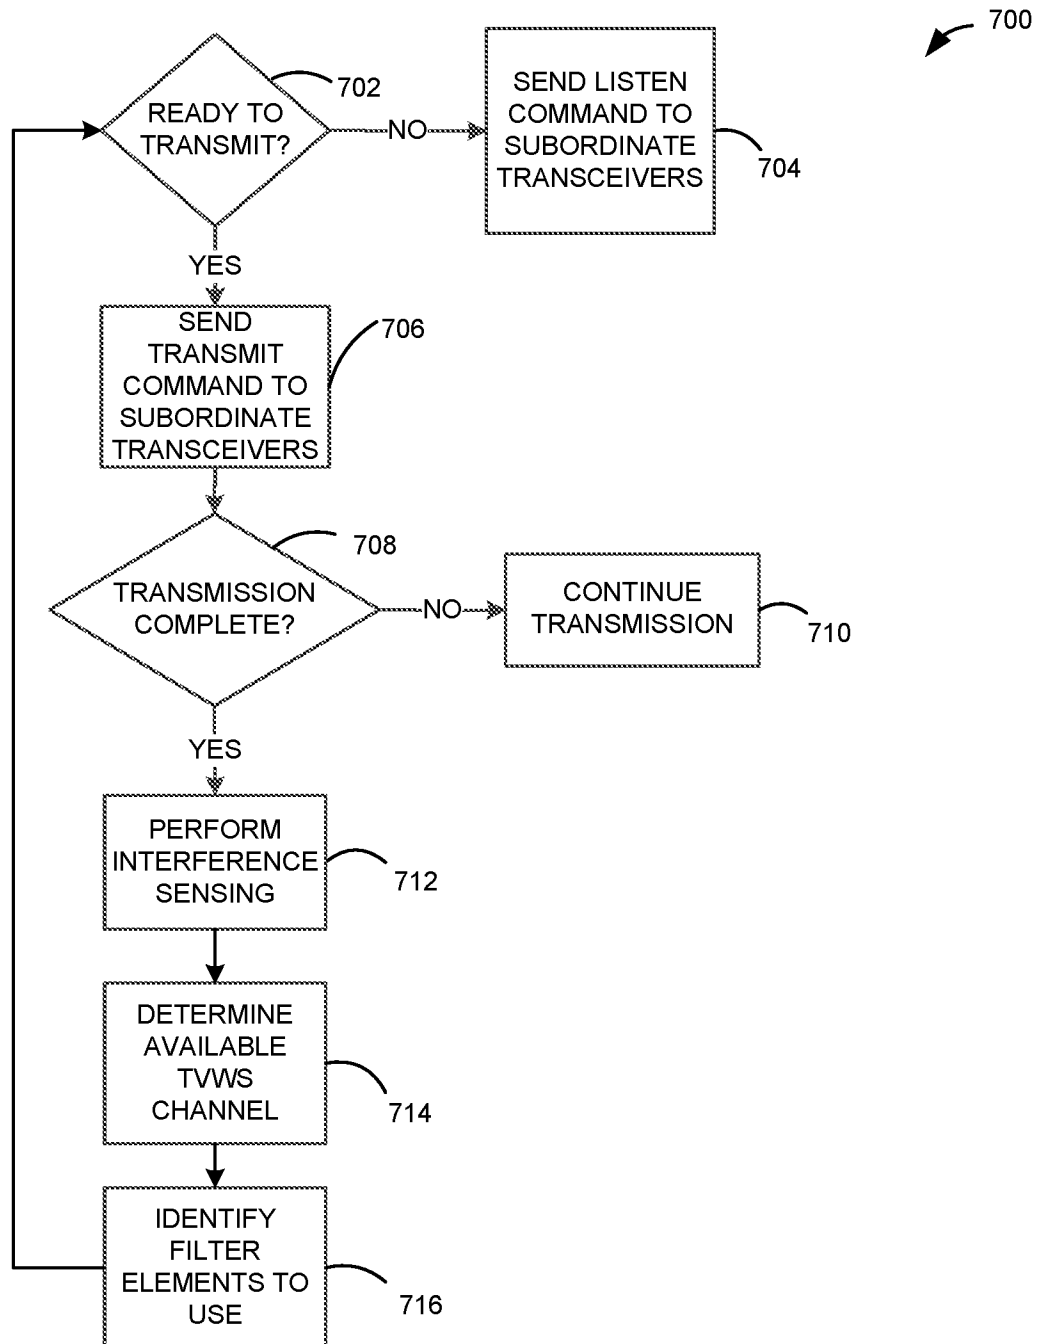 700
702
READY TO
TRANSMIT?
NO
SEND LISTEN
COMMAND TO
SUBORDINATE
TRANSCEIVERS
704
YES
SEND
TRANSMIT
COMMAND TO
SUBORDINATE
TRANSCEIVERS
706
708
TRANSMISSION
COMPLETE?
NO
CONTINUE
TRANSMISSION
710
YES
PERFORM
INTERFERENCE
SENSING
712
DETERMINE
AVAILABLE
TVWS
CHANNEL
714
IDENTIFY
FILTER
ELEMENTS TO
USE
716